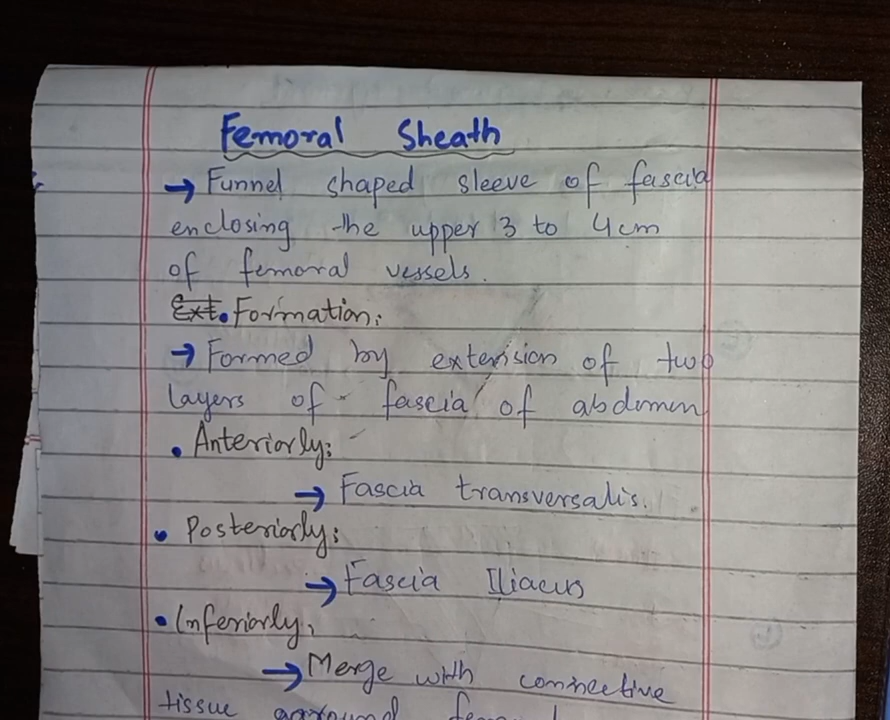 Femoral Sheath
→ Funnel shaped sleeve of fascia
enclosing the upper 3 to 4cm
of femoral vessels.
Ext. Formation:
→ Formed by extension of two
layers of fascia of abdomen
• Anteriorly:
→ Fascia transversalis.
• Posteriorly:
→ Fascia Iliacus
• Inferiorly,
→ Merge with connective
tissue arround